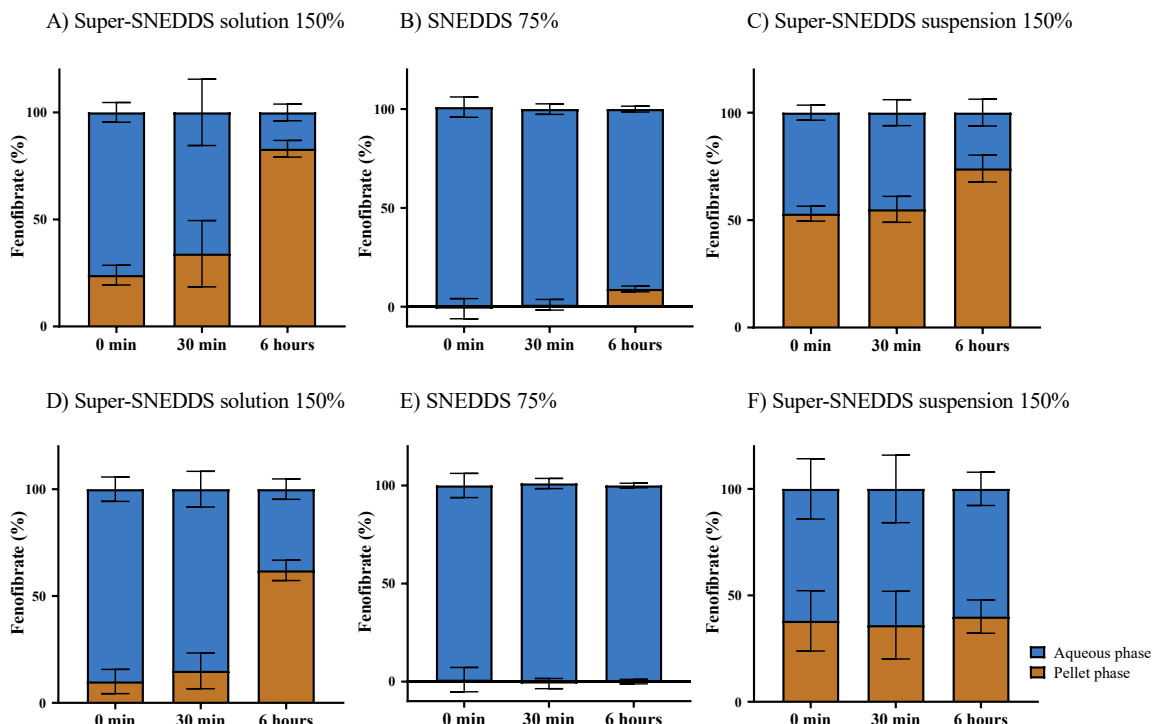 A) Super-SNEDDS solution 150%
B) SNEDDS 75%
C) Super-SNEDDS suspension 150%
Fenofibrate (%)
100
50
0
0 min 30 min 6 hours
Fenofibrate (%)
100
50
0
0 min 30 min 6 hours
Fenofibrate (%)
100
50
0
0 min 30 min 6 hours
D) Super-SNEDDS solution 150%
E) SNEDDS 75%
F) Super-SNEDDS suspension 150%
Fenofibrate (%)
100
50
0
0 min 30 min 6 hours
Fenofibrate (%)
100
50
0
0 min 30 min 6 hours
Fenofibrate (%)
100
50
0
0 min 30 min 6 hours
Aqueous phase
Pellet phase